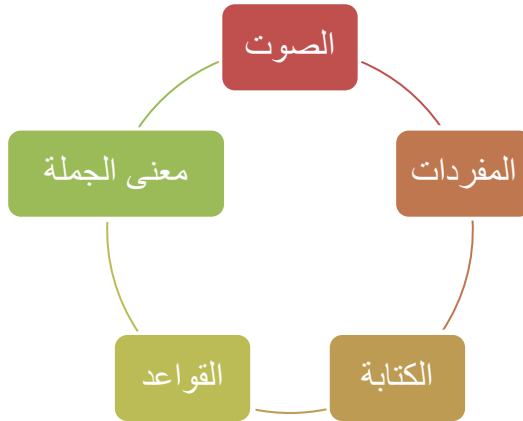 الصوت
المفردات
الكتابة
القواعد
معنى الجملة